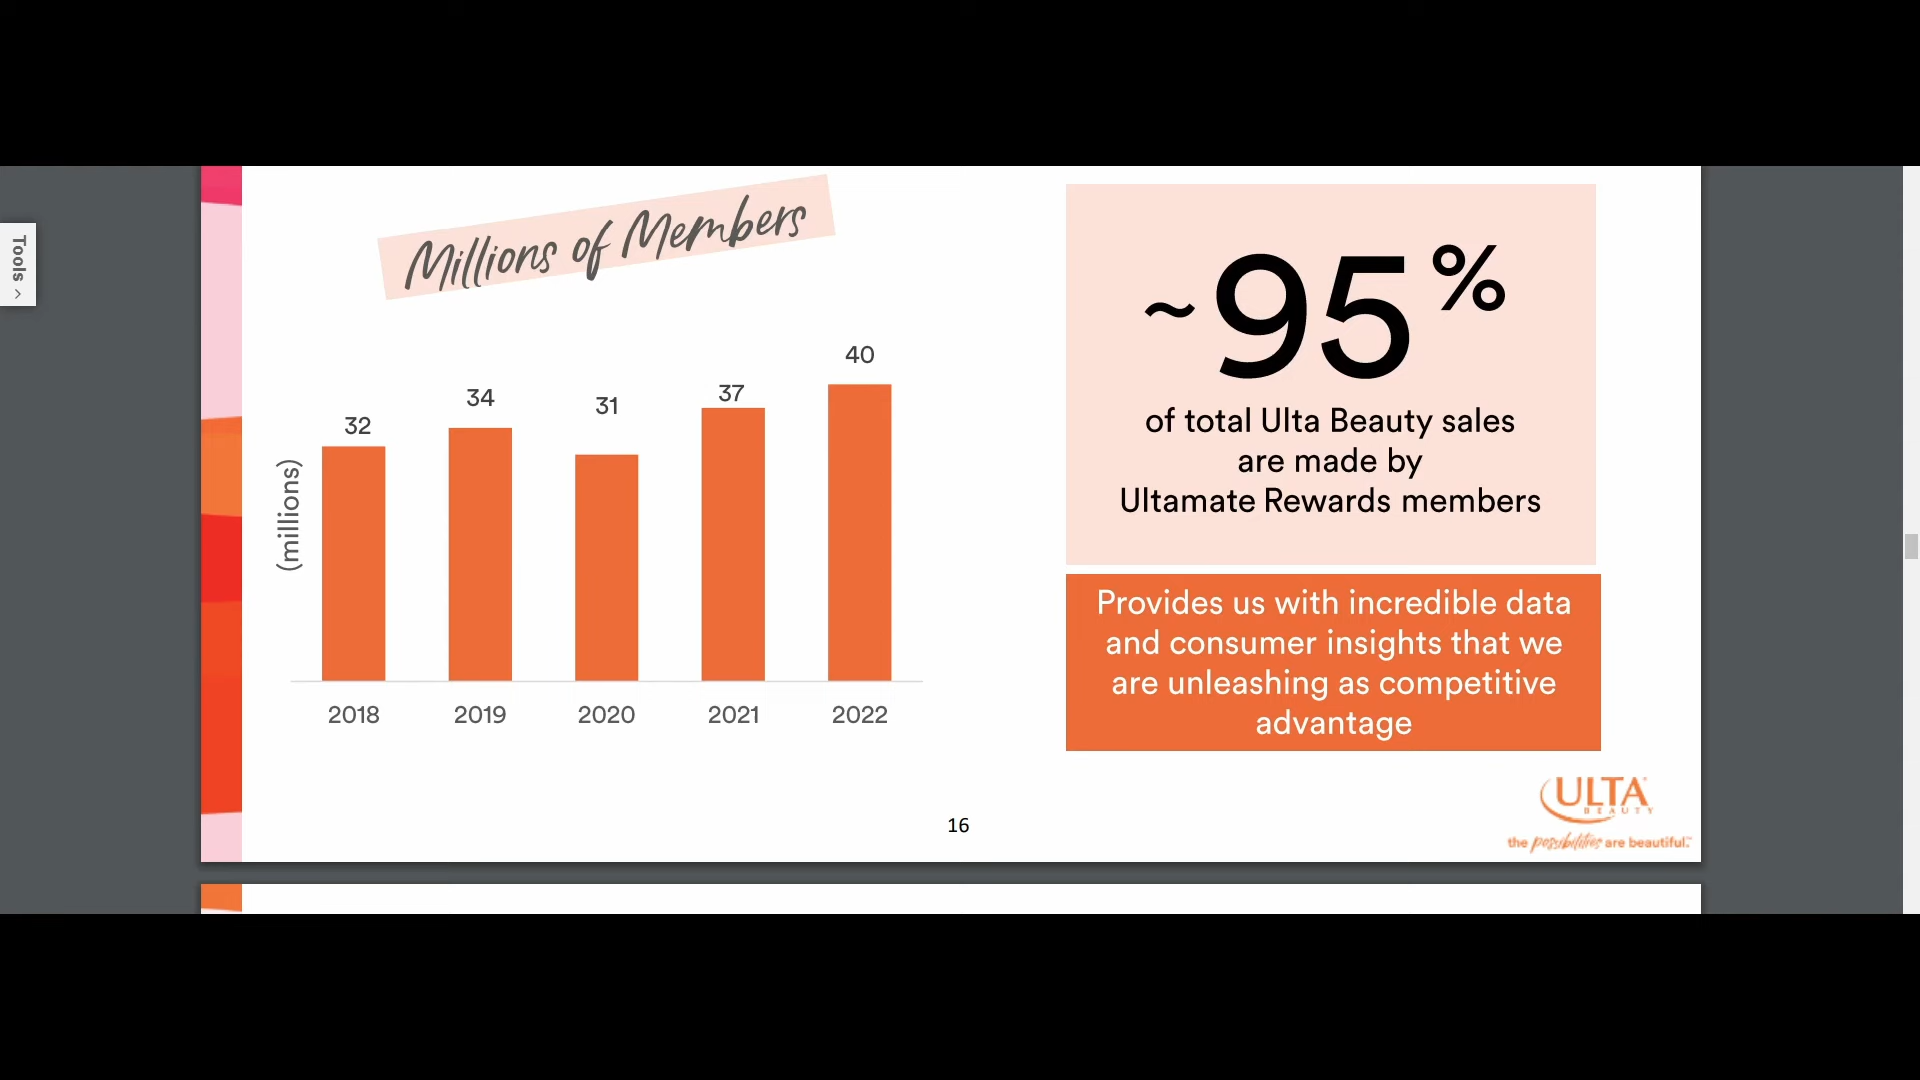 Tools >
Millions of Members
(millions)
32
34
31
37
40
2018 2019 2020 2021 2022
~95%
of total Ulta Beauty sales
are made by
Ultamate Rewards members
Provides us with incredible data
and consumer insights that we
are unleashing as competitive
advantage
16
ULTA
BEAUTY
the possibilities are beautiful.™